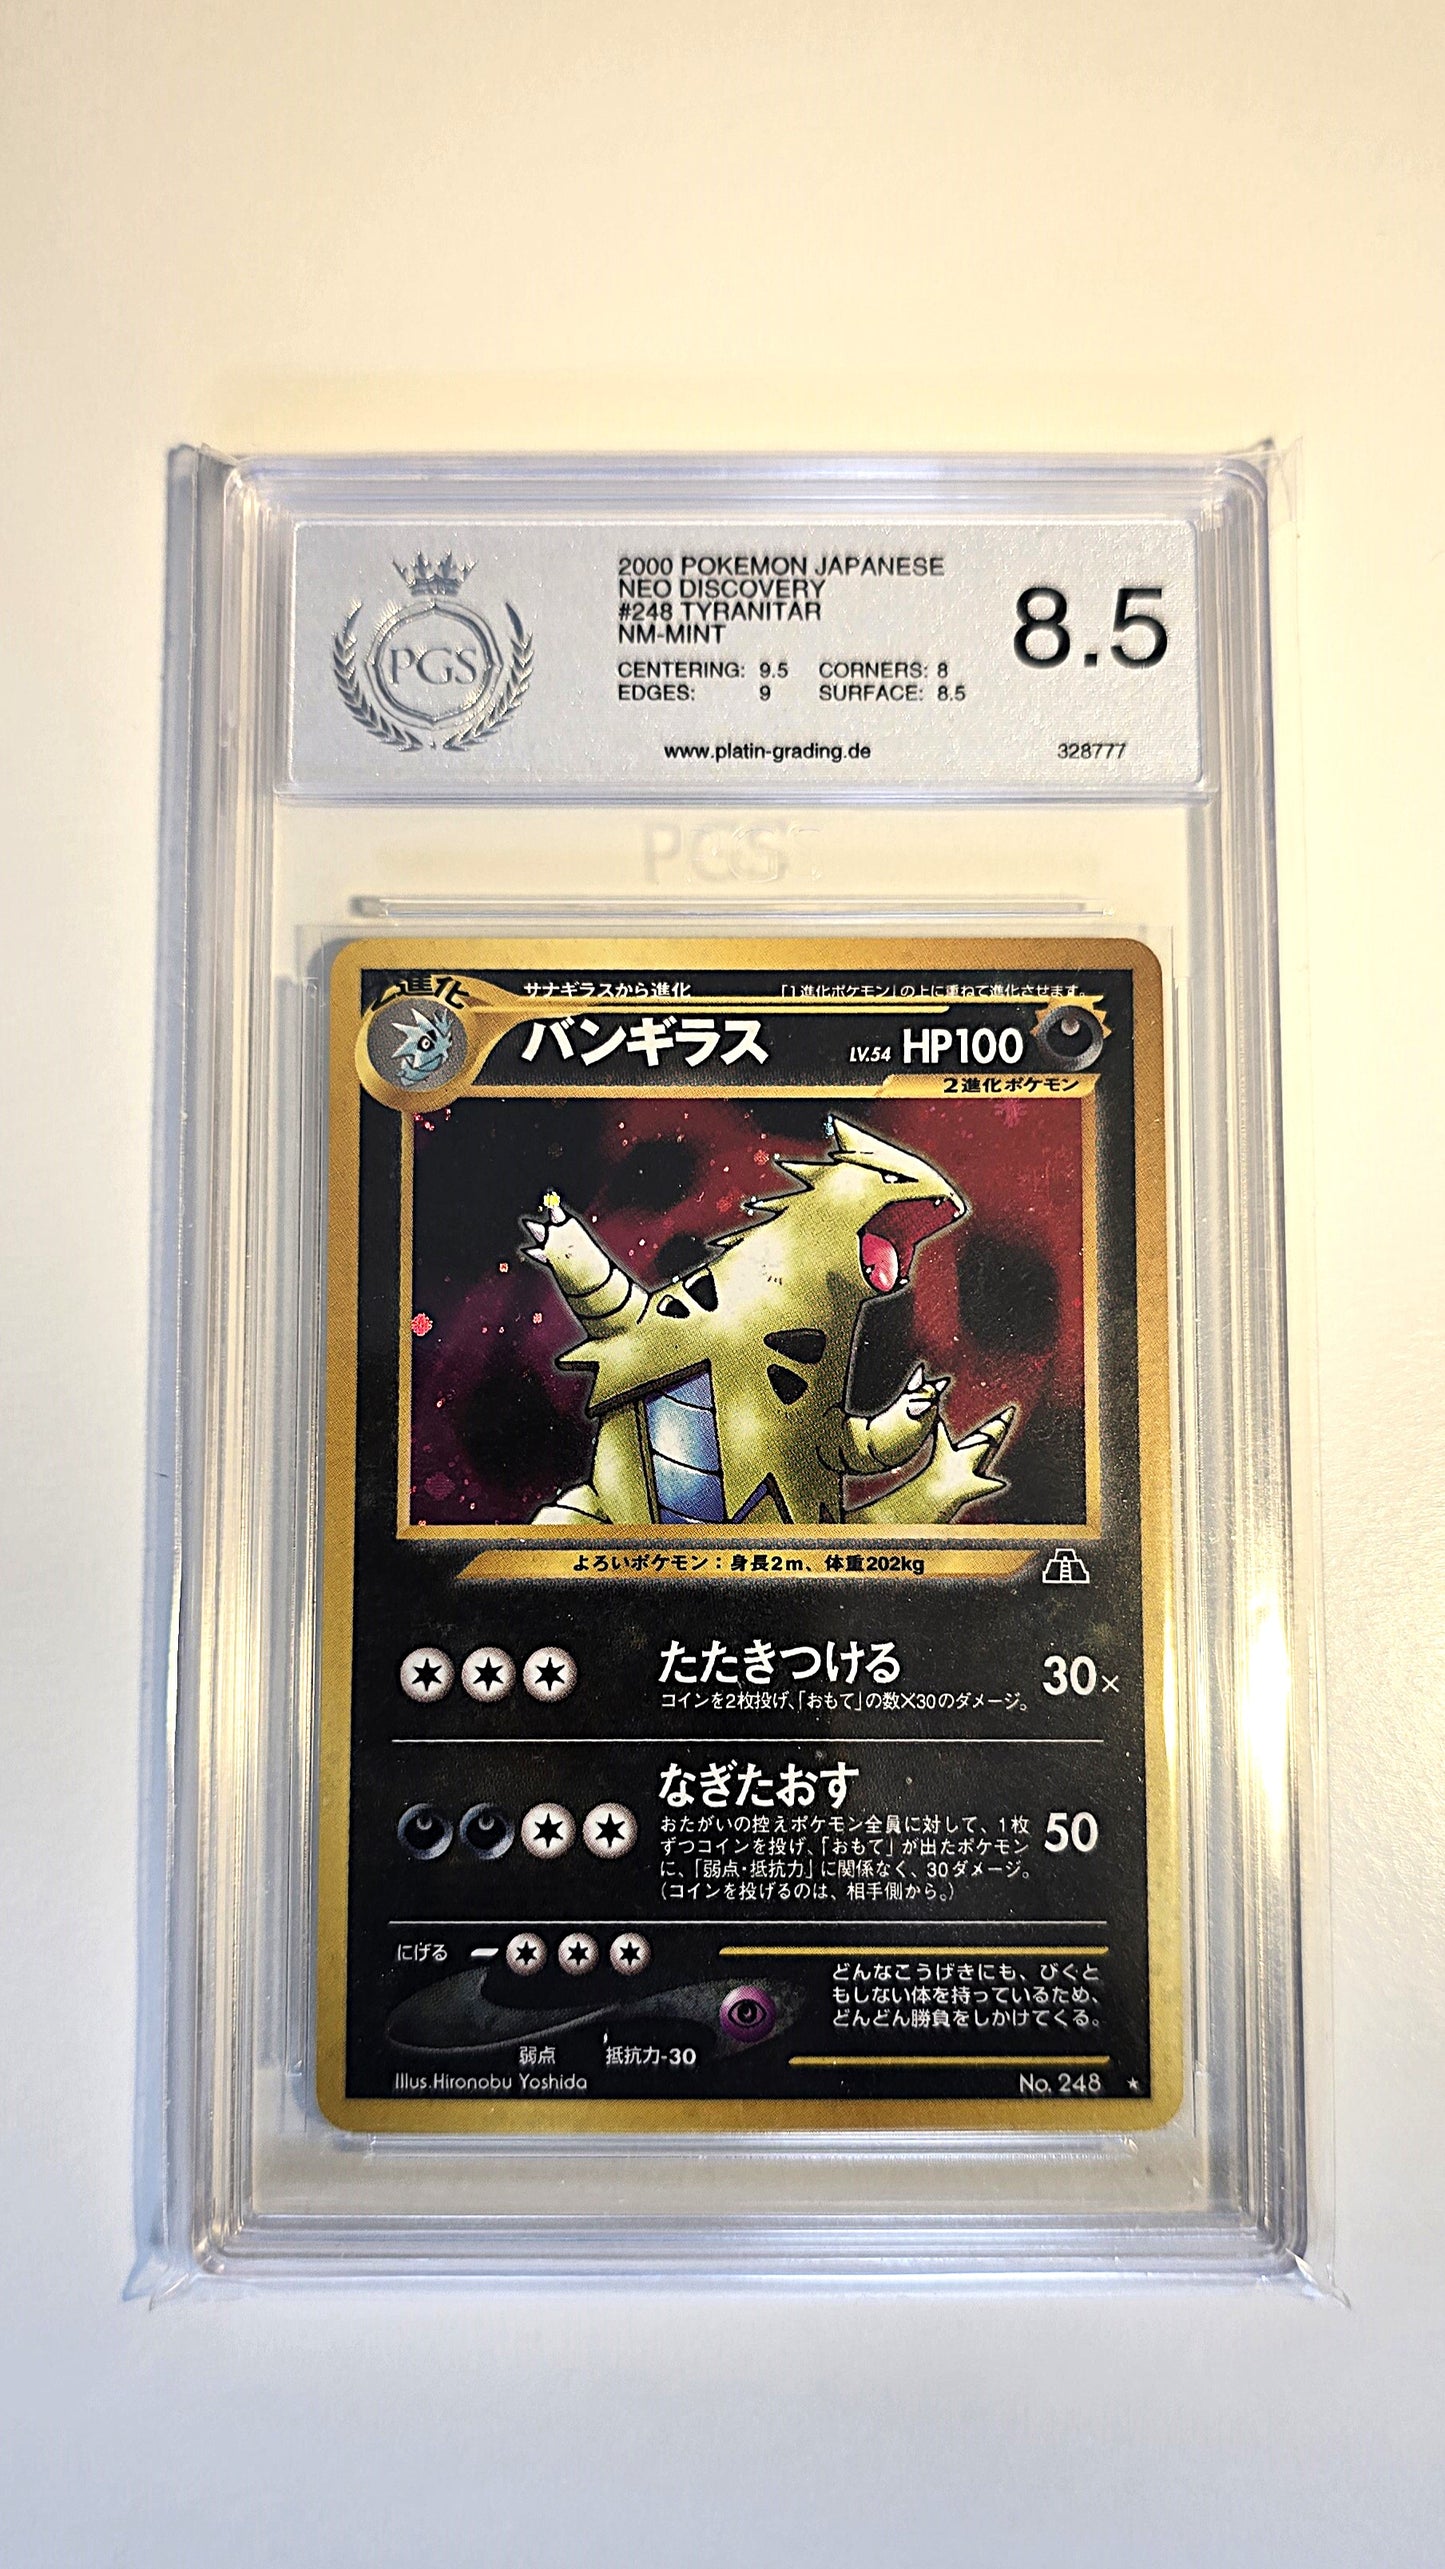 PGS
2000 POKEMON JAPANESE
NEO DISCOVERY
#248 TYRANITAR
NM-MINT
CENTERING: 9.5 CORNERS: 8
EDGES: 9 SURFACE: 8.5
8.5
www.platin-grading.de
328777
PGS
2進化
サナギラスから進化
「1進化ポケモン」の上に重ねて進化させます。
バンギラス
LV.54 HP100
2進化ポケモン
よろいポケモン：身長2m、体重202kg
たたきつける
30×
コインを2枚投げ、「おもて」の数×30のダメージ。
なぎたおす
おたがいの控えポケモン全員に対して、1枚
ずつコインを投げ、「おもて」が出たポケモン
に、「弱点・抵抗力」に関係なく、30ダメージ。
（コインを投げるのは、相手側から。）
50
にげる
どんなこうげきにも、びくと
もしない体を持っているため、
どんどん勝負をしかけてくる。
弱点 抵抗力-30
Illus.Hironobu Yoshida
No. 248 ★